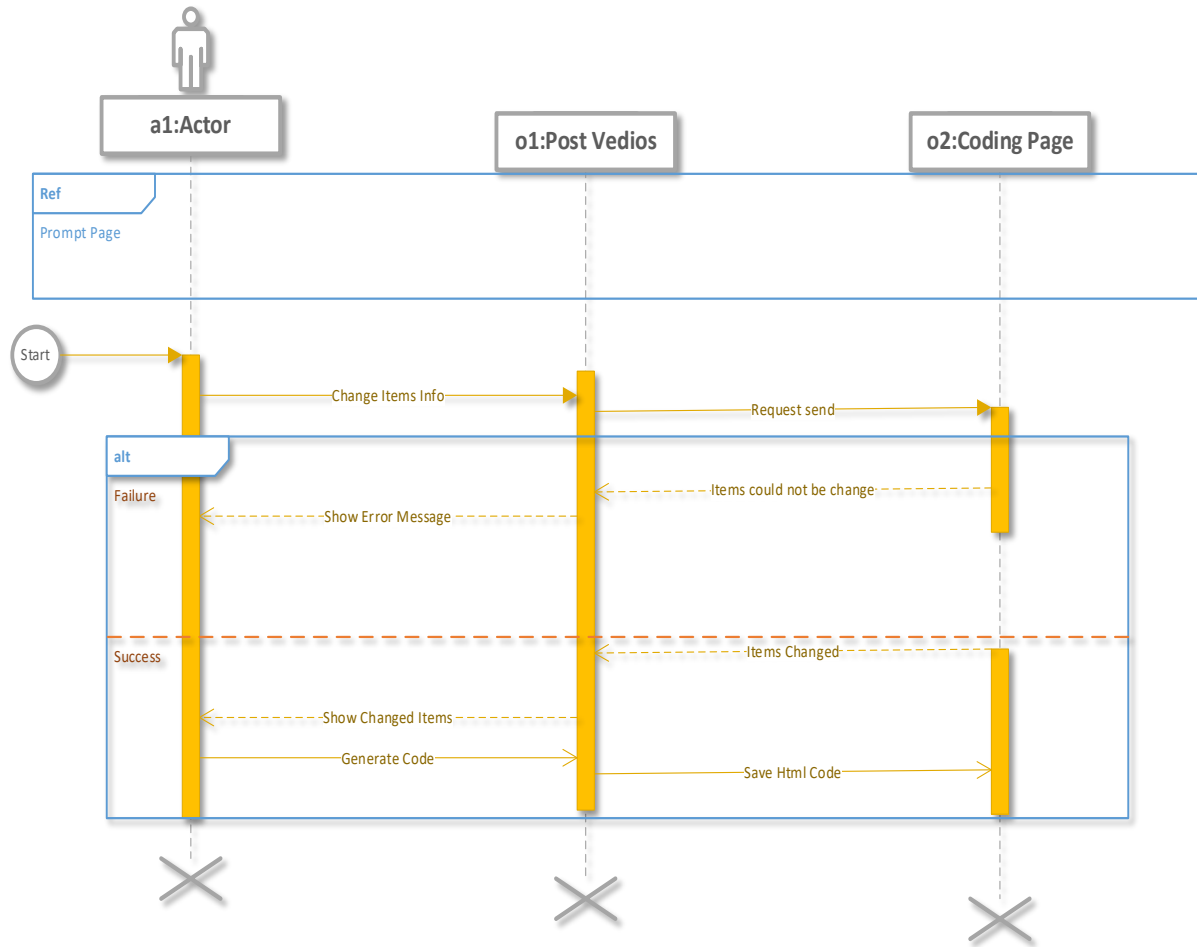 a1:Actor
o1:Post Vedios
o2:Coding Page
Ref
Prompt Page
Start
Change Items Info
Request send
alt
Failure
Items could not be change
Show Error Message
Success
Items Changed
Show Changed Items
Generate Code
Save Html Code